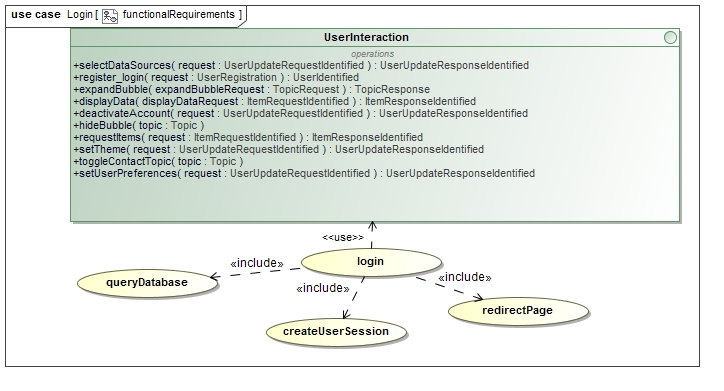 use case Login [ functionalRequirements ]
UserInteraction
operations
+selectDataSources( request : UserUpdateRequestIdentified ) : UserUpdateResponseIdentified
+register_login( request : UserRegistration ) : UserIdentified
+expandBubble( expandBubbleRequest : TopicRequest ) : TopicResponse
+displayData( displayDataRequest : ItemRequestIdentified ) : ItemResponseIdentified
+deactivateAccount( request : UserUpdateRequestIdentified ) : UserUpdateResponseIdentified
+hideBubble( topic : Topic )
+requestItems( request : ItemRequestIdentified ) : ItemResponseIdentified
+setTheme( request : UserUpdateRequestIdentified ) : UserUpdateResponseIdentified
+toggleContactTopic( topic : Topic )
+setUserPreferences( request : UserUpdateRequestIdentified ) : UserUpdateResponseIdentified
<<use>>
login
«include»
queryDatabase
«include»
createUserSession
«include»
redirectPage